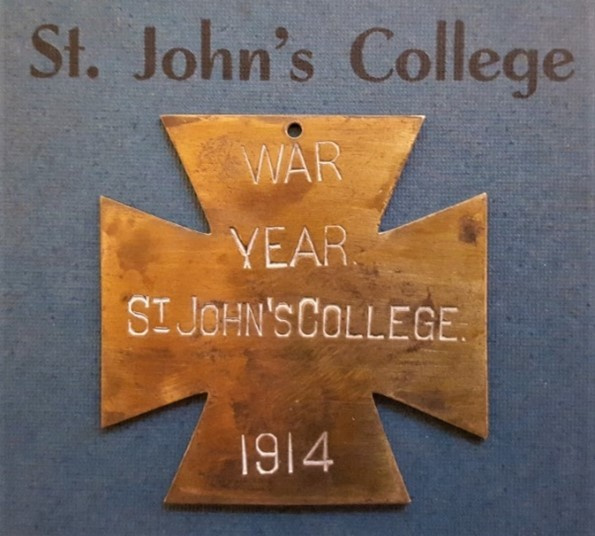 St. John's College
WAR
YEAR.
ST JOHN'S COLLEGE.
1914